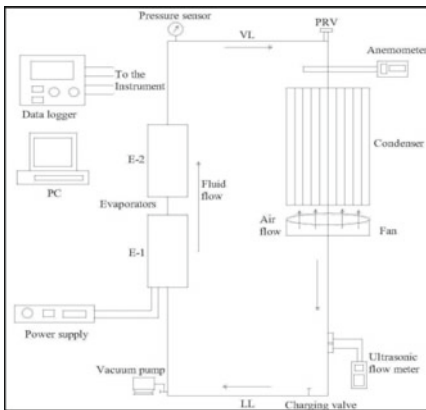 Pressure sensor
PRV
VL
Anemometer
To the
Instrument
Data logger
Condenser
E-2
PC
Fluid
flow
Evaporators
Air
flow
Fan
E-1
Power supply
Vacuum pump
Ultrasonic
flow meter
LL
Charging valve